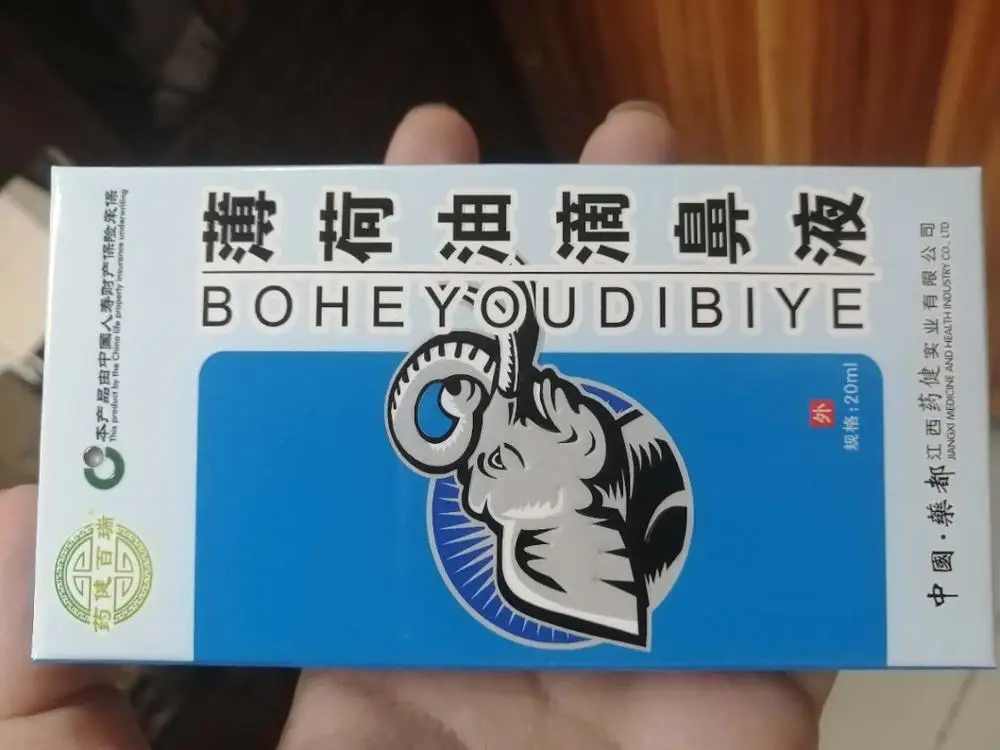 薄荷油滴鼻液
BOHEYOUDIBIYE
本产品由中国人寿财产保险承保
This product by the China life property insurance underwriting
药健百瑞
外
规格:20ml
中國·藥都
江西药健实业有限公司
JIANGXI MEDICINE AND HEALTH INDUSTRY CO., LTD